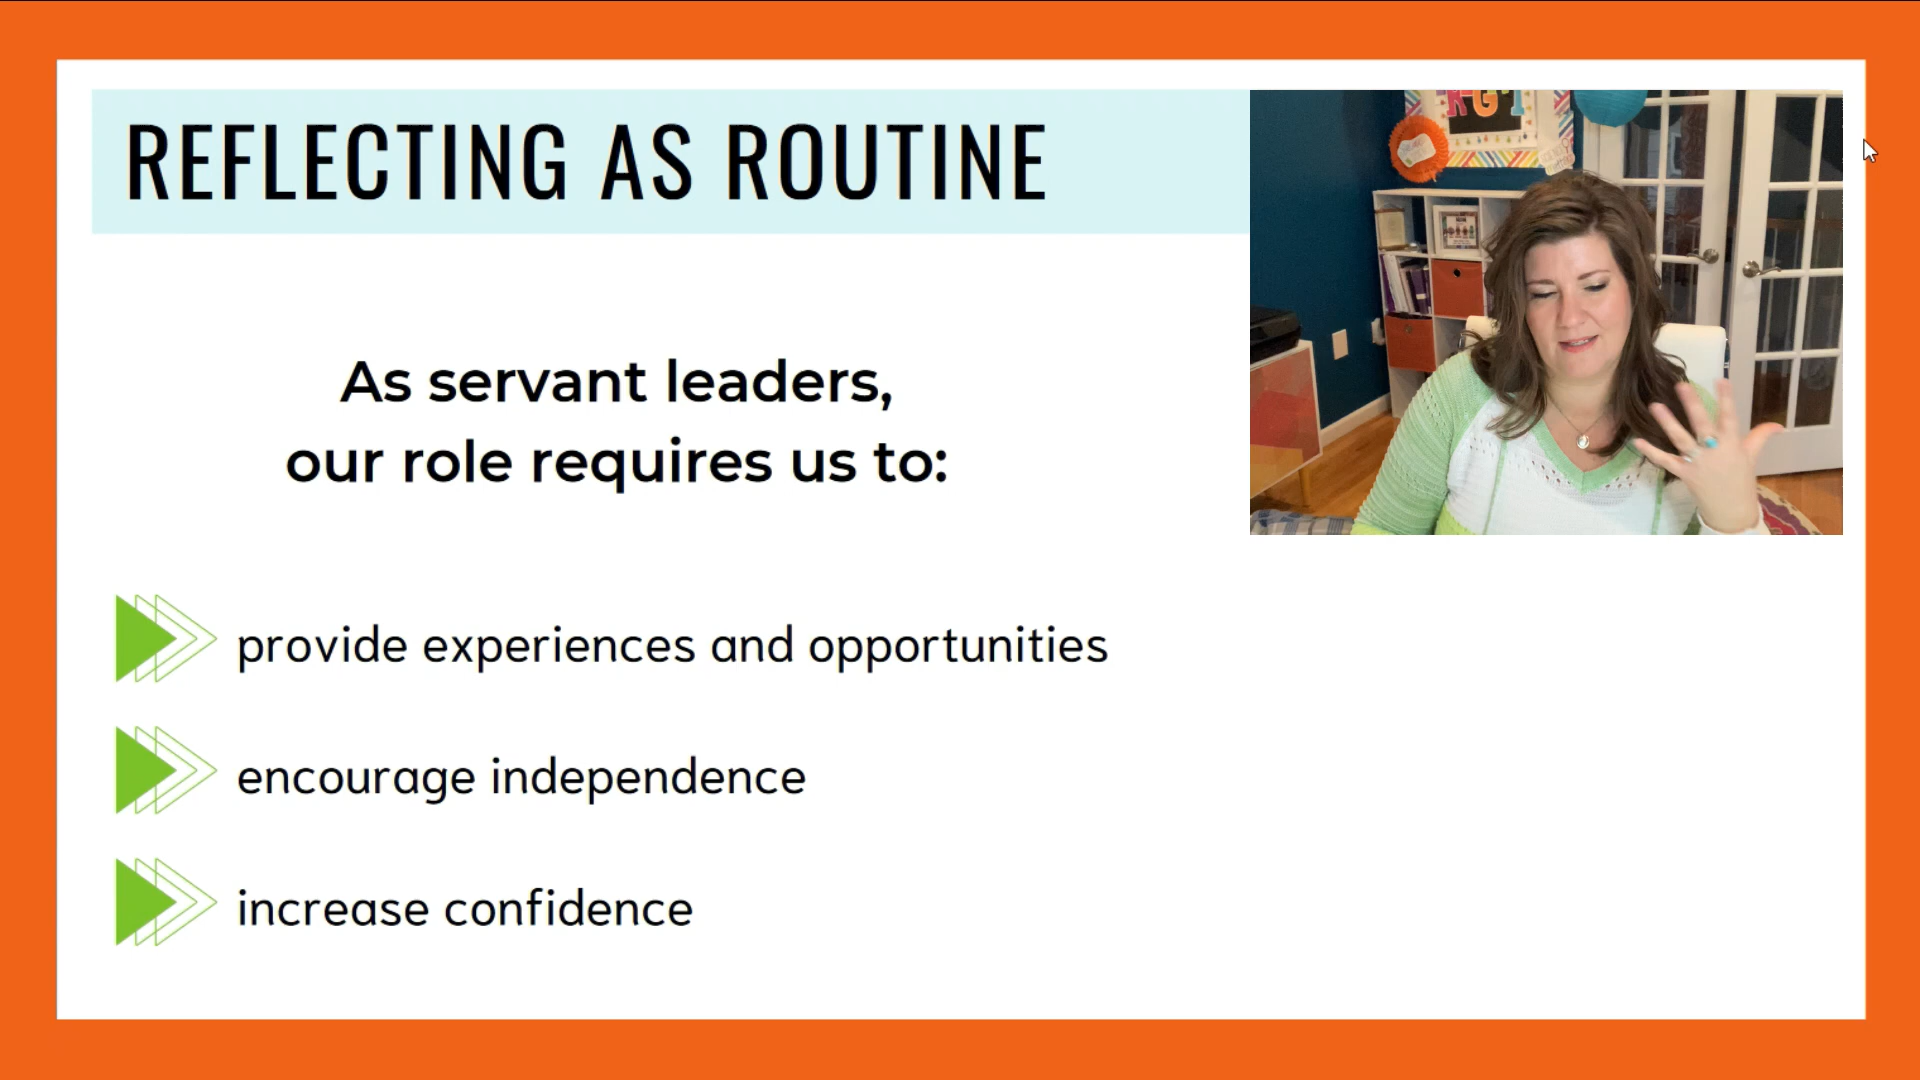 REFLECTING AS ROUTINE
As servant leaders,
our role requires us to:
provide experiences and opportunities
encourage independence
increase confidence